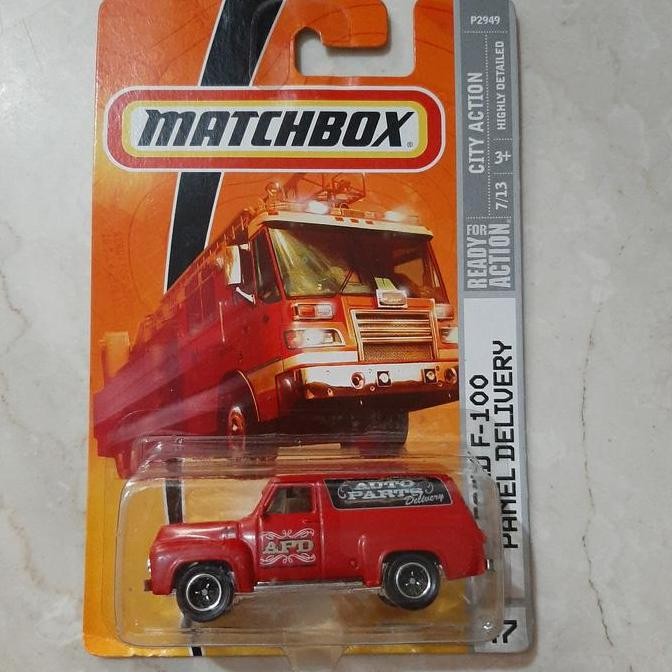 P2949
MATCHBOX
CITY ACTION
HIGHLY DETAILED
7/13
3+
READY FOR
ACTION
F-100
PANEL DELIVERY
AUTO
PARTS
Delivery
APD